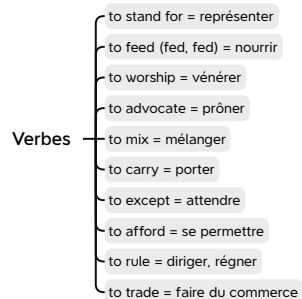 Verbes
to stand for = représenter
to feed (fed, fed) = nourrir
to worship = vénérer
to advocate = prôner
to mix = mélanger
to carry = porter
to except = attendre
to afford = se permettre
to rule = diriger, régner
to trade = faire du commerce